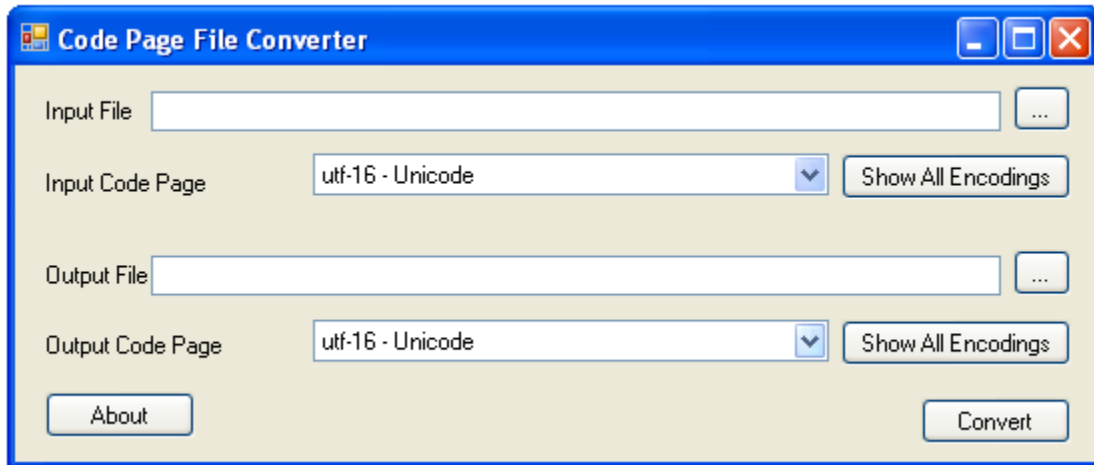 Code Page File Converter
Input File ...
Input Code Page utf-16 - Unicode Show All Encodings
Output File ...
Output Code Page utf-16 - Unicode Show All Encodings
About Convert